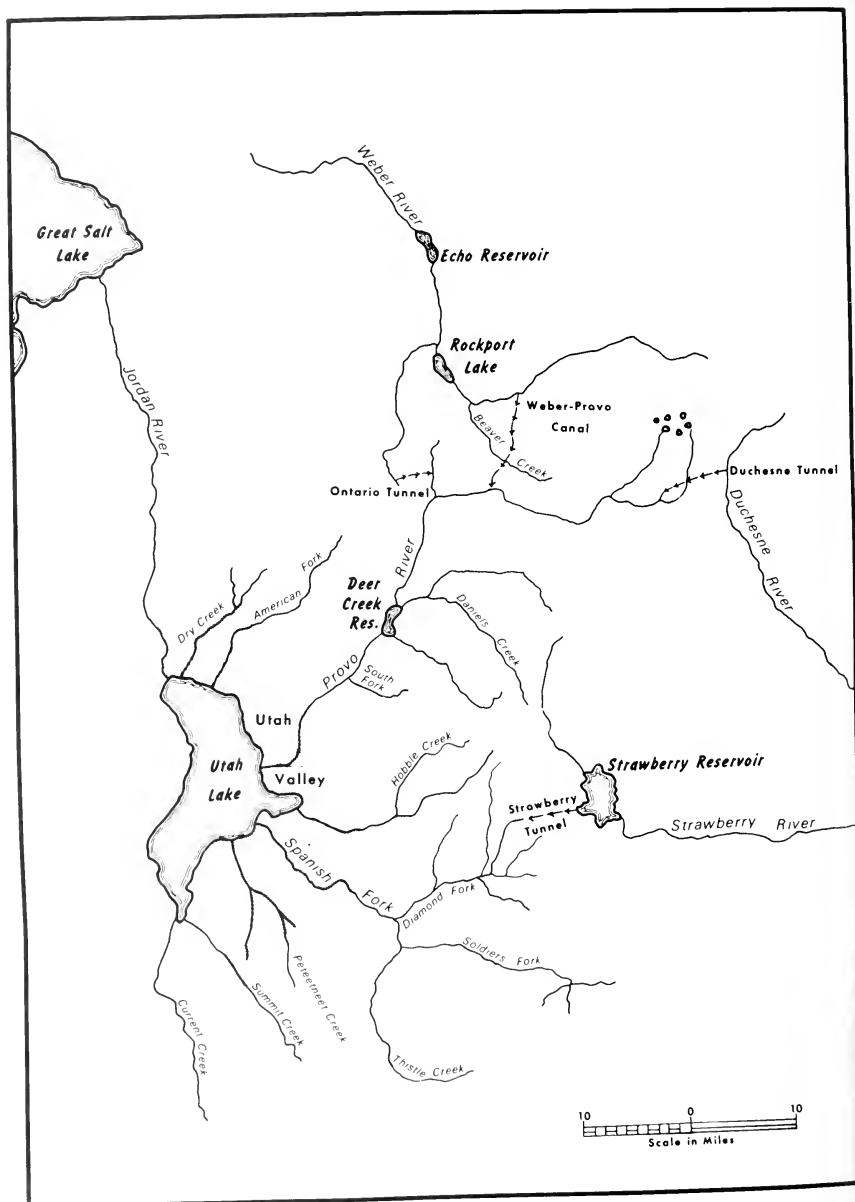 Weber River
Great Salt
Lake
Echo Reservoir
Rockport
Lake
Jordan River
Weber-Provo
Canal
Beaver
Creek
Ontario Tunnel
Duchesne Tunnel
Duchesne
River
Deer
Creek
Res.
River
Provo
Dry Creek
American Fork
Daniels
Creek
South
Fork
Utah
Valley
Utah
Lake
Hobble Creek
Strawberry Reservoir
Strawberry
Tunnel
Strawberry River
Spanish
Fork
Diamond Fork
Soldiers Fork
Peteetneet Creek
Summit Creek
Current Creek
Thistle Creek
10 0 10
Scale in Miles